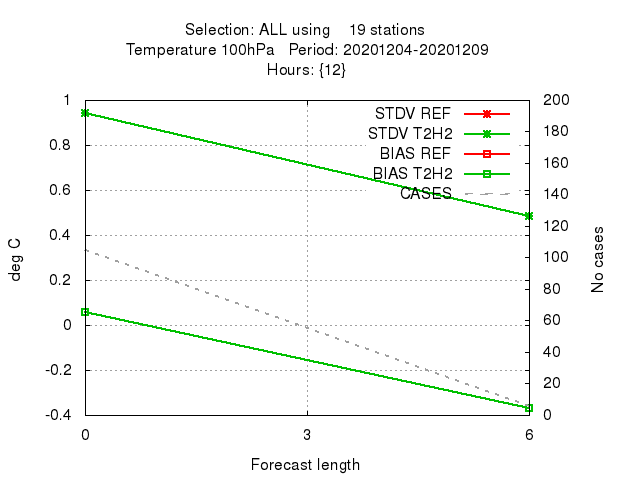 Selection: ALL using 19 stations
Temperature 100hPa Period: 20201204-20201209
Hours: {12}
1
0.8
0.6
0.4
0.2
0
-0.2
-0.4
deg C
STDV REF
STDV T2H2
BIAS REF
BIAS T2H2
CASES
200
180
160
140
120
100
80
60
40
20
0
No cases
0 3 6
Forecast length